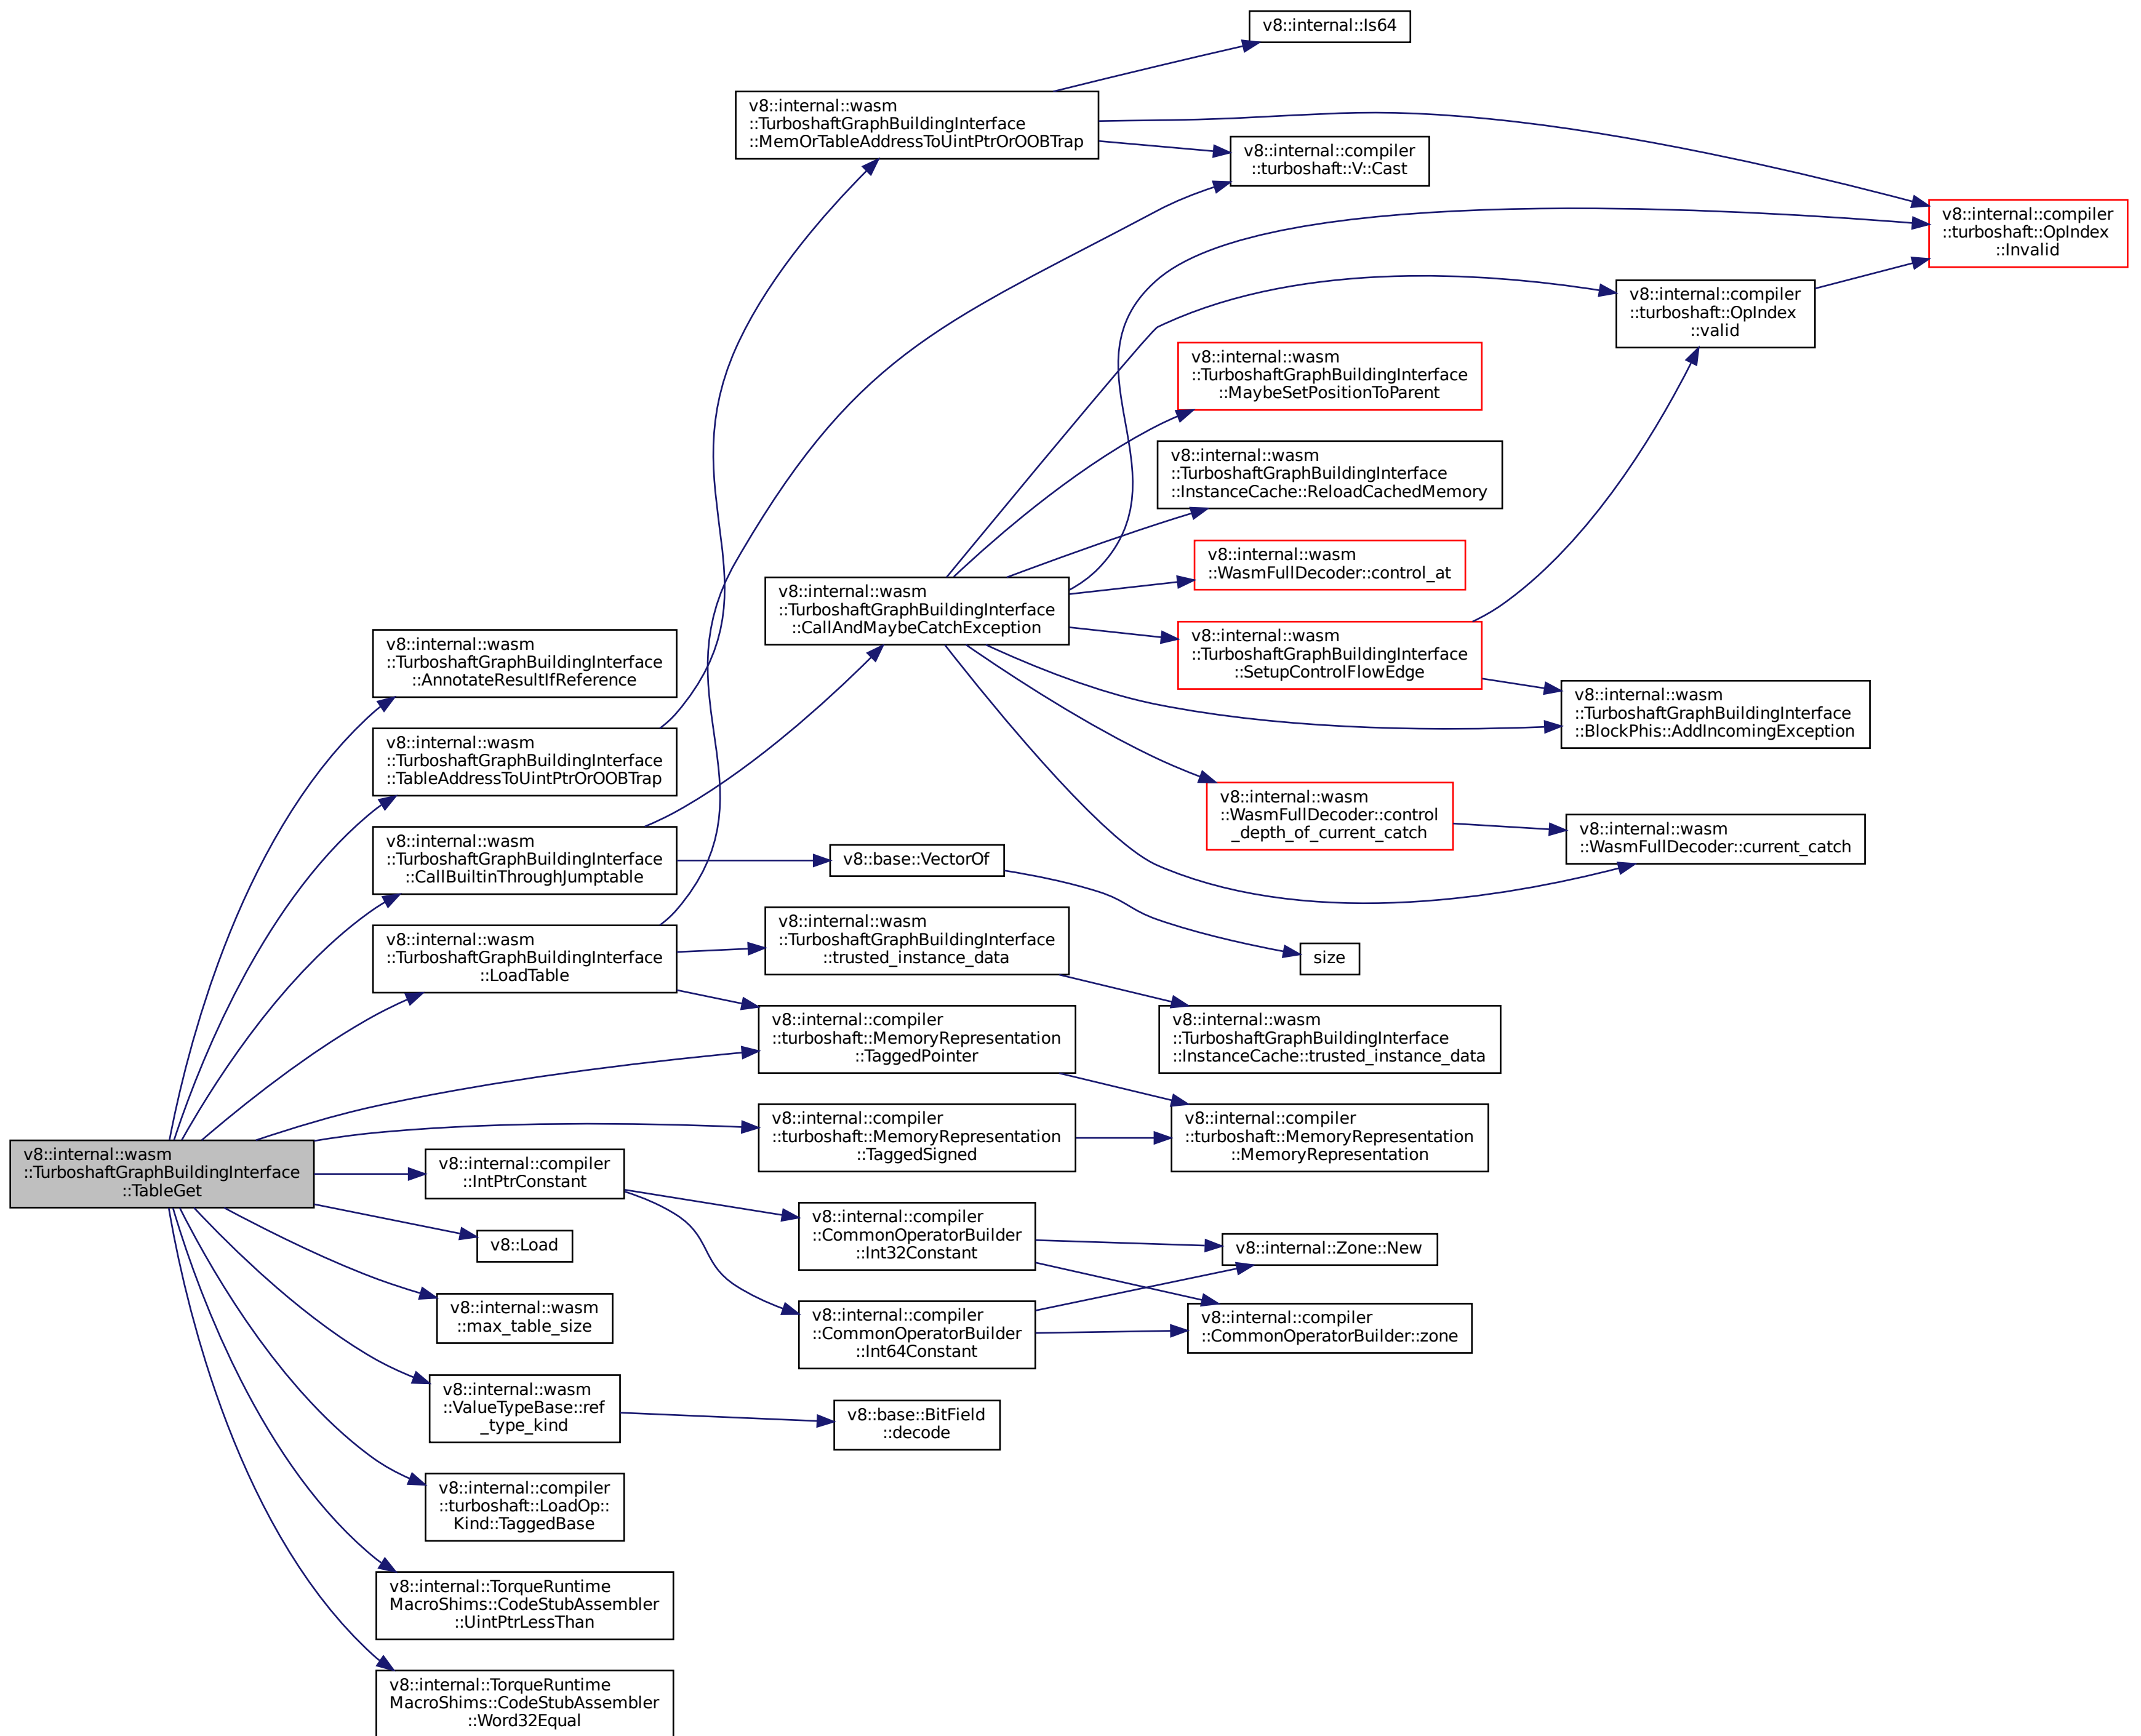 v8::internal::Is64
v8::internal::wasm
::TurboshaftGraphBuildingInterface
::MemOrTableAddressToUintPtrOrOOBTrap
v8::internal::compiler
::turboshaft::V::Cast
v8::internal::compiler
::turboshaft::OpIndex
::Invalid
v8::internal::compiler
::turboshaft::OpIndex
::valid
v8::internal::wasm
::TurboshaftGraphBuildingInterface
::MaybeSetPositionToParent
v8::internal::wasm
::TurboshaftGraphBuildingInterface
::InstanceCache::ReloadCachedMemory
v8::internal::wasm
::WasmFullDecoder::control_at
v8::internal::wasm
::TurboshaftGraphBuildingInterface
::CallAndMaybeCatchException
v8::internal::wasm
::TurboshaftGraphBuildingInterface
::SetupControlFlowEdge
v8::internal::wasm
::TurboshaftGraphBuildingInterface
::AnnotateResultIfReference
v8::internal::wasm
::TurboshaftGraphBuildingInterface
::BlockPhis::AddIncomingException
v8::internal::wasm
::TurboshaftGraphBuildingInterface
::TableAddressToUintPtrOrOOBTrap
v8::internal::wasm
::WasmFullDecoder::control
_depth_of_current_catch
v8::internal::wasm
::WasmFullDecoder::current_catch
v8::internal::wasm
::TurboshaftGraphBuildingInterface
::CallBuiltinThroughJumptable
v8::base::VectorOf
v8::internal::wasm
::TurboshaftGraphBuildingInterface
::LoadTable
v8::internal::wasm
::TurboshaftGraphBuildingInterface
::trusted_instance_data
size
v8::internal::compiler
::turboshaft::MemoryRepresentation
::TaggedPointer
v8::internal::wasm
::TurboshaftGraphBuildingInterface
::InstanceCache::trusted_instance_data
v8::internal::compiler
::turboshaft::MemoryRepresentation
::TaggedSigned
v8::internal::compiler
::turboshaft::MemoryRepresentation
::MemoryRepresentation
v8::internal::wasm
::TurboshaftGraphBuildingInterface
::TableGet
v8::internal::compiler
::IntPtrConstant
v8::internal::compiler
::CommonOperatorBuilder
::Int32Constant
v8::Load
v8::internal::Zone::New
v8::internal::wasm
::max_table_size
v8::internal::compiler
::CommonOperatorBuilder
::Int64Constant
v8::internal::compiler
::CommonOperatorBuilder::zone
v8::internal::wasm
::ValueTypeBase::ref
_type_kind
v8::base::BitField
::decode
v8::internal::compiler
::turboshaft::LoadOp::
Kind::TaggedBase
v8::internal::TorqueRuntime
MacroShims::CodeStubAssembler
::UintPtrLessThan
v8::internal::TorqueRuntime
MacroShims::CodeStubAssembler
::Word32Equal